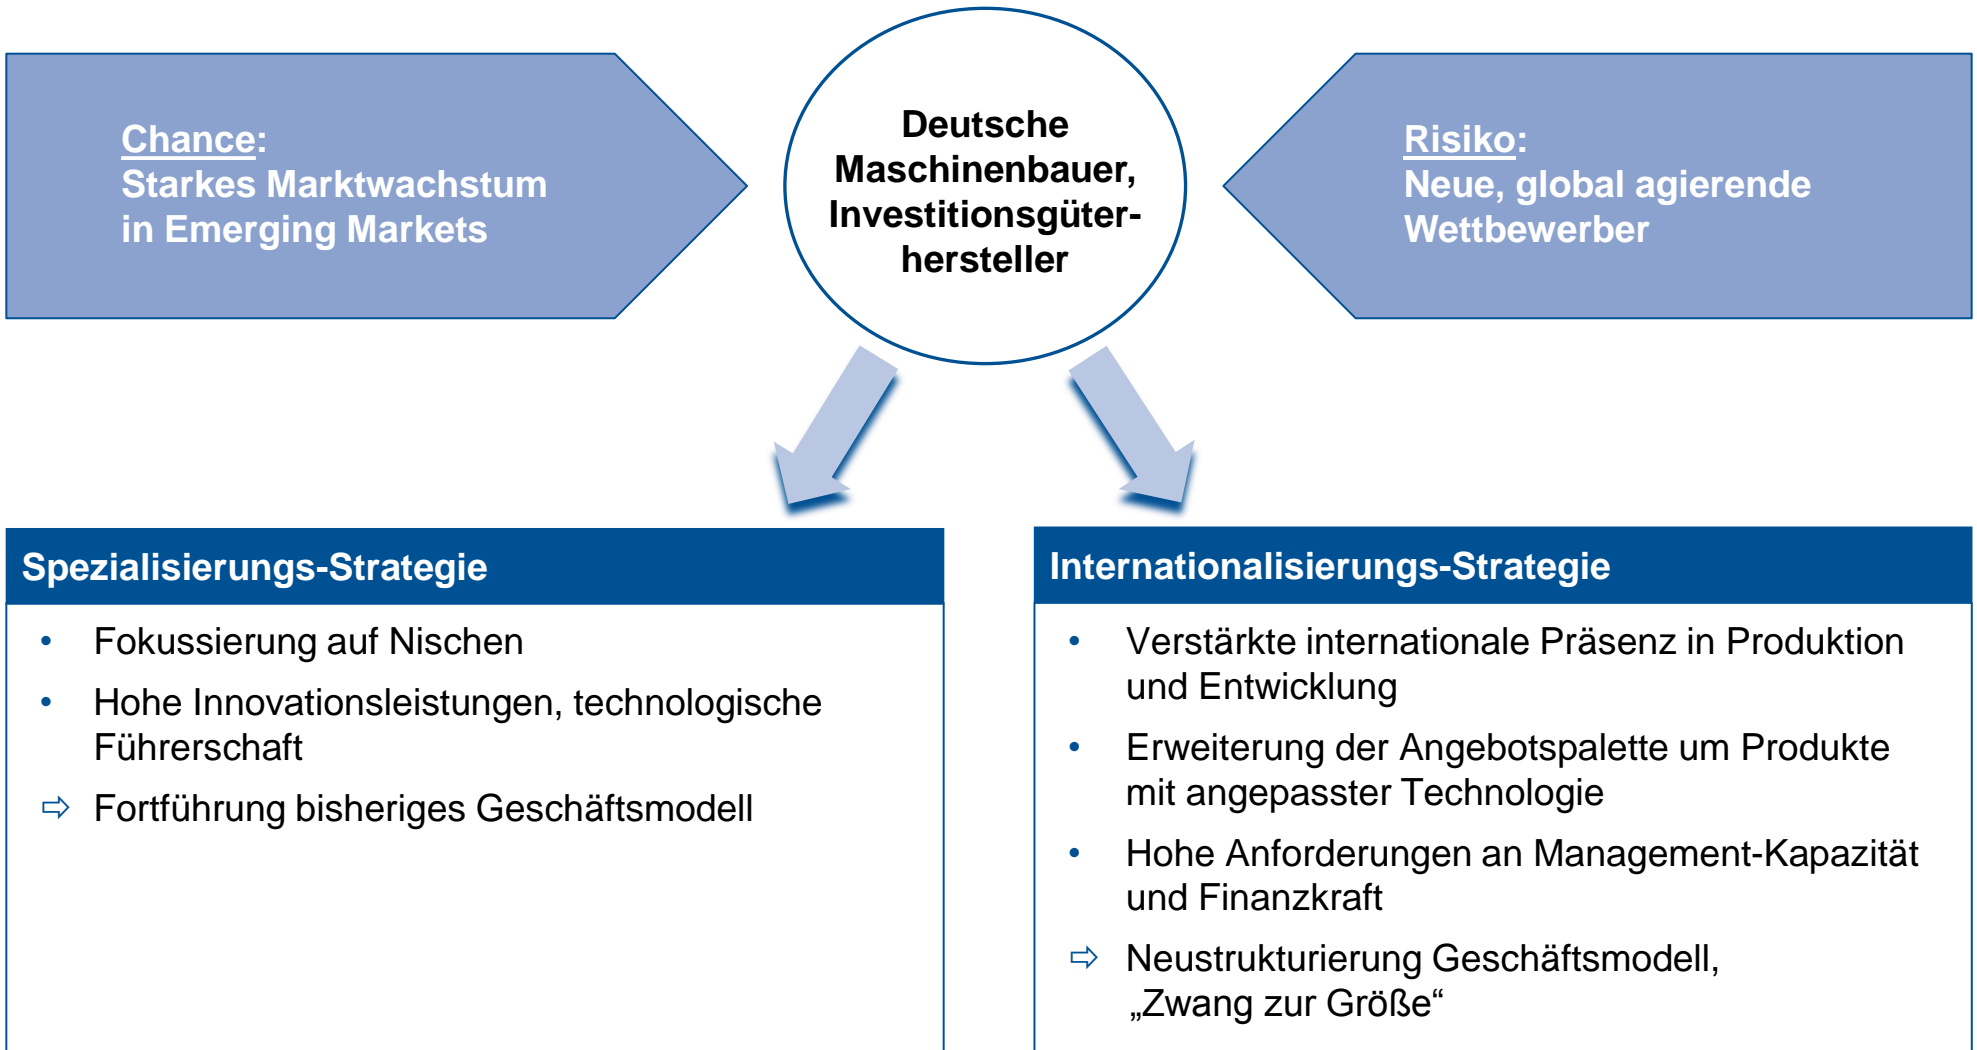 Chance:
Starkes Marktwachstum
in Emerging Markets
Deutsche
Maschinenbauer,
Investitionsgüter-
hersteller
Risiko:
Neue, global agierende
Wettbewerber
Spezialisierungs-Strategie
• Fokussierung auf Nischen
• Hohe Innovationsleistungen, technologische
Führerschaft
⇨ Fortführung bisheriges Geschäftsmodell
Internationalisierungs-Strategie
• Verstärkte internationale Präsenz in Produktion
und Entwicklung
• Erweiterung der Angebotspalette um Produkte
mit angepasster Technologie
• Hohe Anforderungen an Management-Kapazität
und Finanzkraft
⇨ Neustrukturierung Geschäftsmodell,
„Zwang zur Größe“